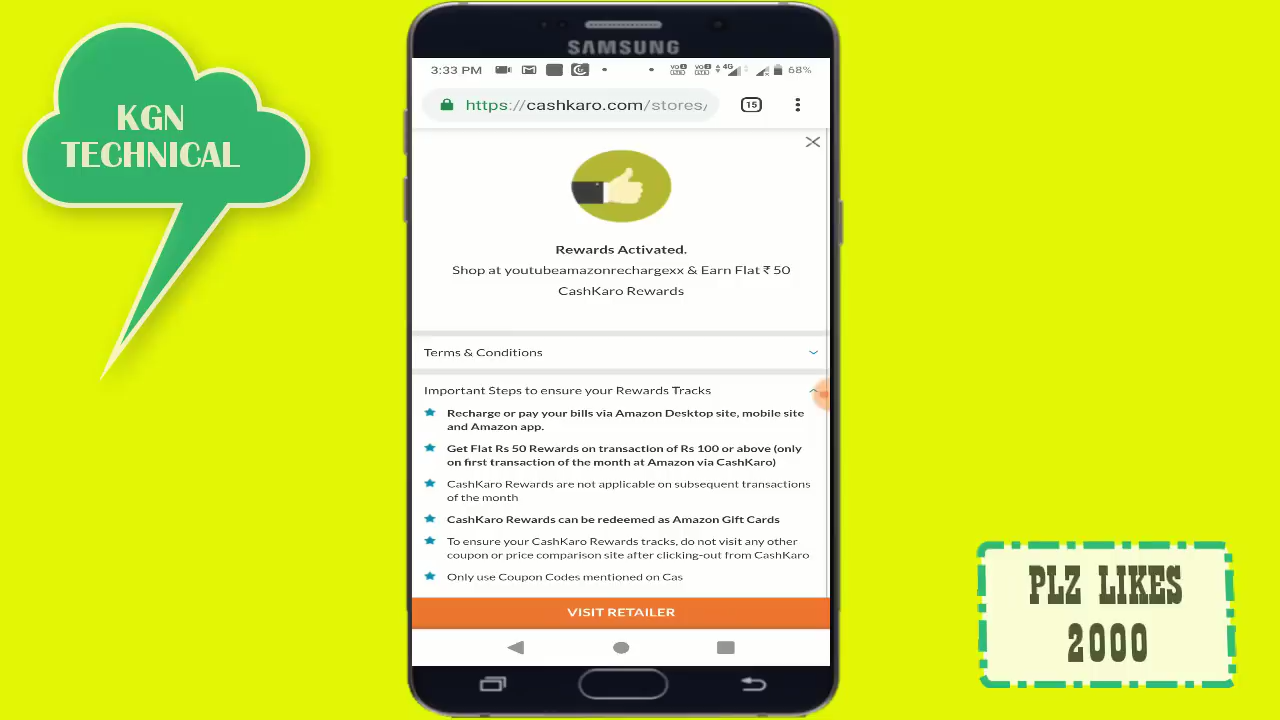 KGN
TECHNICAL
SAMSUNG
3:33 PM
4G
68%
https://cashkaro.com/stores/
15
Rewards Activated.
Shop at youtubeamazonrechargexx & Earn Flat ₹ 50
CashKaro Rewards
Terms & Conditions
Important Steps to ensure your Rewards Tracks
Recharge or pay your bills via Amazon Desktop site, mobile site
and Amazon app.
Get Flat Rs 50 Rewards on transaction of Rs 100 or above (only
on first transaction of the month at Amazon via CashKaro)
CashKaro Rewards are not applicable on subsequent transactions
of the month
CashKaro Rewards can be redeemed as Amazon Gift Cards
To ensure your CashKaro Rewards tracks, do not visit any other
coupon or price comparison site after clicking-out from CashKaro
Only use Coupon Codes mentioned on Cas
VISIT RETAILER
PLZ LIKES
2000